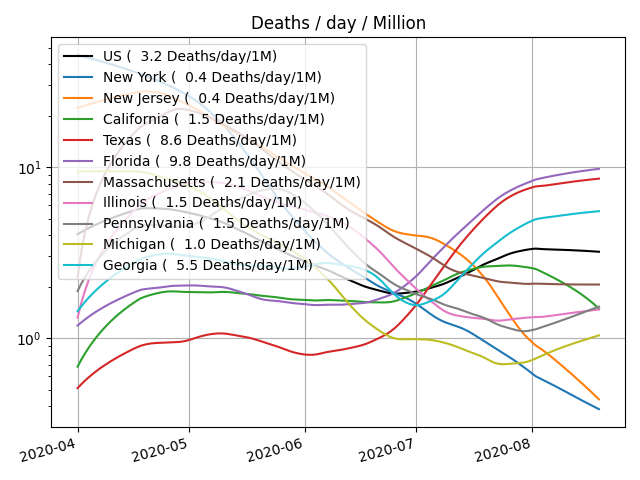 Deaths / day / Million
US (  3.2 Deaths/day/1M)
New York (  0.4 Deaths/day/1M)
New Jersey (  0.4 Deaths/day/1M)
California (  1.5 Deaths/day/1M)
Texas (  8.6 Deaths/day/1M)
Florida (  9.8 Deaths/day/1M)
Massachusetts (  2.1 Deaths/day/1M)
Illinois (  1.5 Deaths/day/1M)
Pennsylvania (  1.5 Deaths/day/1M)
Michigan (  1.0 Deaths/day/1M)
Georgia (  5.5 Deaths/day/1M)
10¹
10⁰
2020-04 2020-05 2020-06 2020-07 2020-08